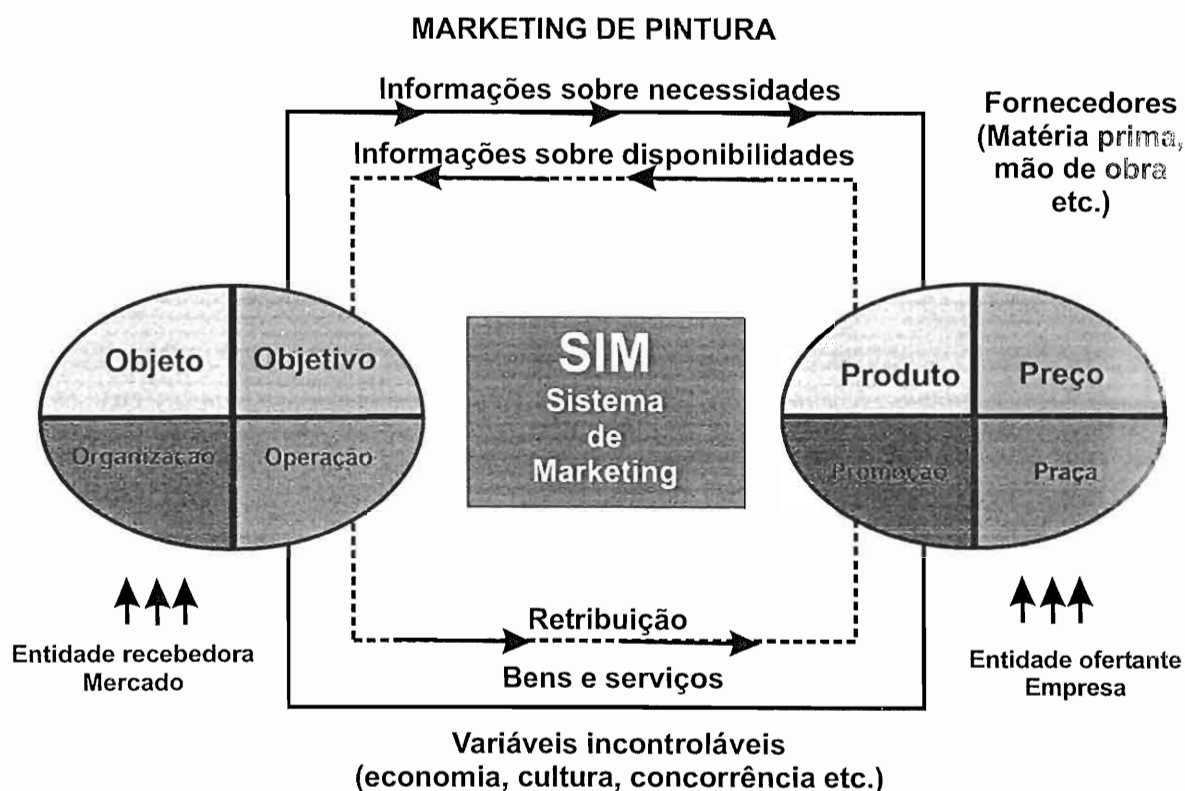 MARKETING DE PINTURA
Informações sobre necessidades
Informações sobre disponibilidades
Fornecedores
(Matéria prima,
mão de obra
etc.)
Objeto
Objetivo
Organização
Operação
SIM
Sistema
de
Marketing
Produto
Preço
Promoção
Praça
Retribuição
Bens e serviços
Entidade recebedora
Mercado
Entidade ofertante
Empresa
Variáveis incontroláveis
(economia, cultura, concorrência etc.)